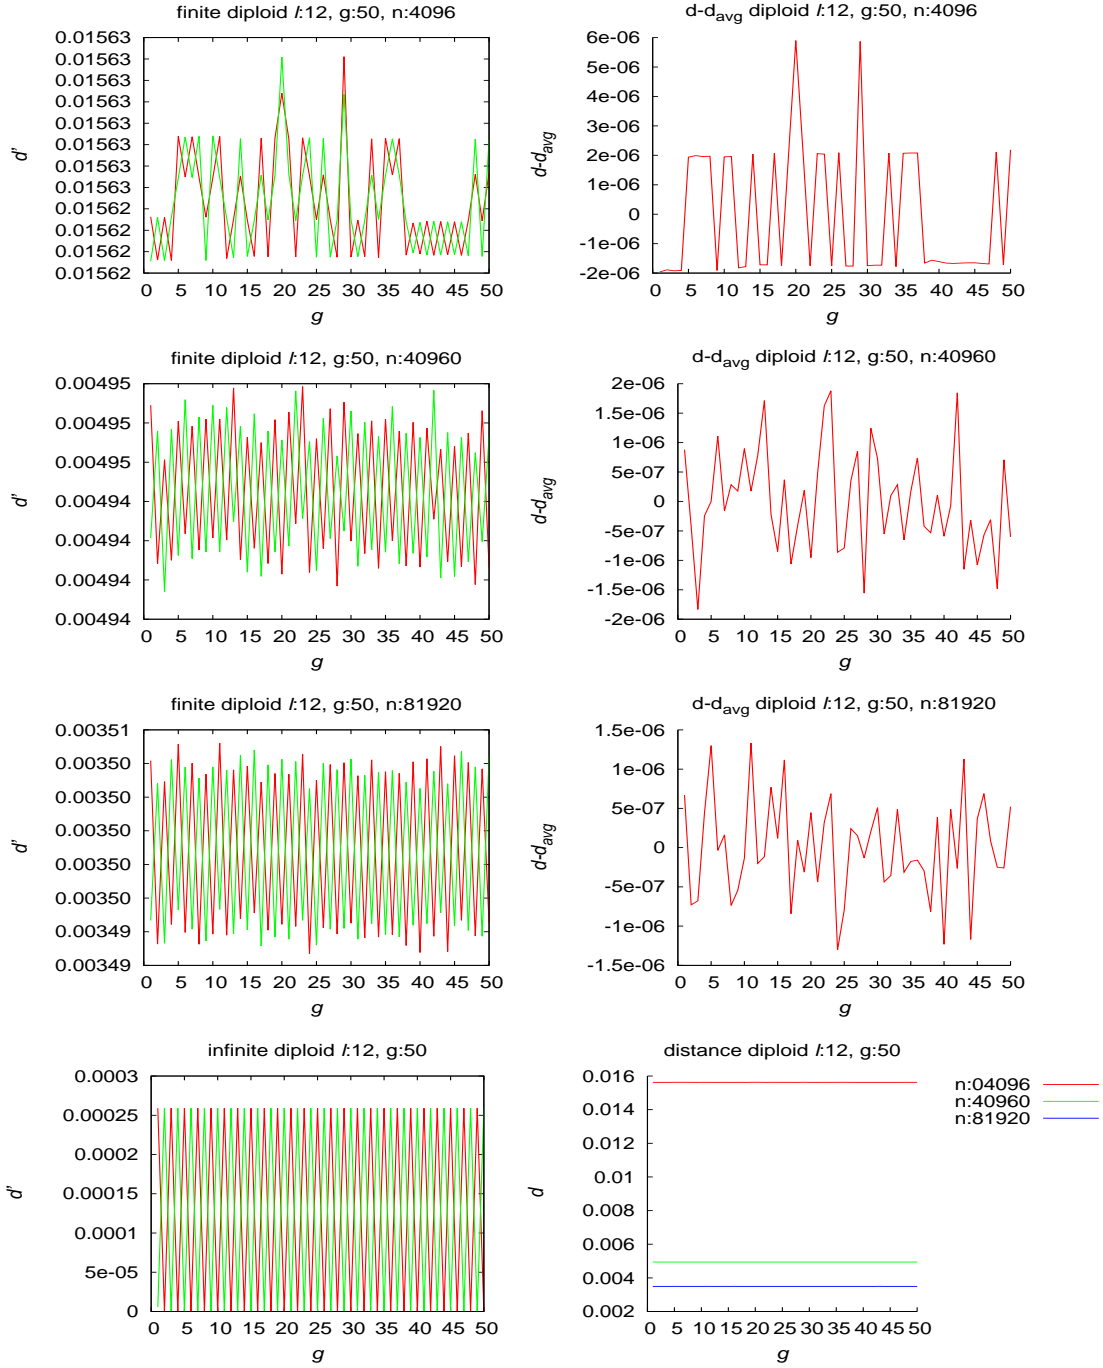 finite diploid l:12, g:50, n:4096
0.01563
0.01563
0.01563
0.01563
0.01563
0.01563
0.01563
0.01563
0.01562
0.01562
0.01562
0.01562
d'
0 5 10 15 20 25 30 35 40 45 50
g
d-davg diploid l:12, g:50, n:4096
6e-06
5e-06
4e-06
3e-06
2e-06
1e-06
0
-1e-06
-2e-06
d-davg
0 5 10 15 20 25 30 35 40 45 50
g
finite diploid l:12, g:50, n:40960
0.00495
0.00495
0.00495
0.00494
0.00494
0.00494
0.00494
d'
0 5 10 15 20 25 30 35 40 45 50
g
d-davg diploid l:12, g:50, n:40960
2e-06
1.5e-06
1e-06
5e-07
0
-5e-07
-1e-06
-1.5e-06
-2e-06
d-davg
0 5 10 15 20 25 30 35 40 45 50
g
finite diploid l:12, g:50, n:81920
0.00351
0.00350
0.00350
0.00350
0.00350
0.00350
0.00349
0.00349
d'
0 5 10 15 20 25 30 35 40 45 50
g
d-davg diploid l:12, g:50, n:81920
1.5e-06
1e-06
5e-07
0
-5e-07
-1e-06
-1.5e-06
d-davg
0 5 10 15 20 25 30 35 40 45 50
g
infinite diploid l:12, g:50
0.0003
0.00025
0.0002
0.00015
0.0001
5e-05
0
d'
0 5 10 15 20 25 30 35 40 45 50
g
distance diploid l:12, g:50
0.016
0.014
0.012
0.010
0.008
0.006
0.004
0.002
d
0 5 10 15 20 25 30 35 40 45 50
g
n:04096
n:40960
n:81920